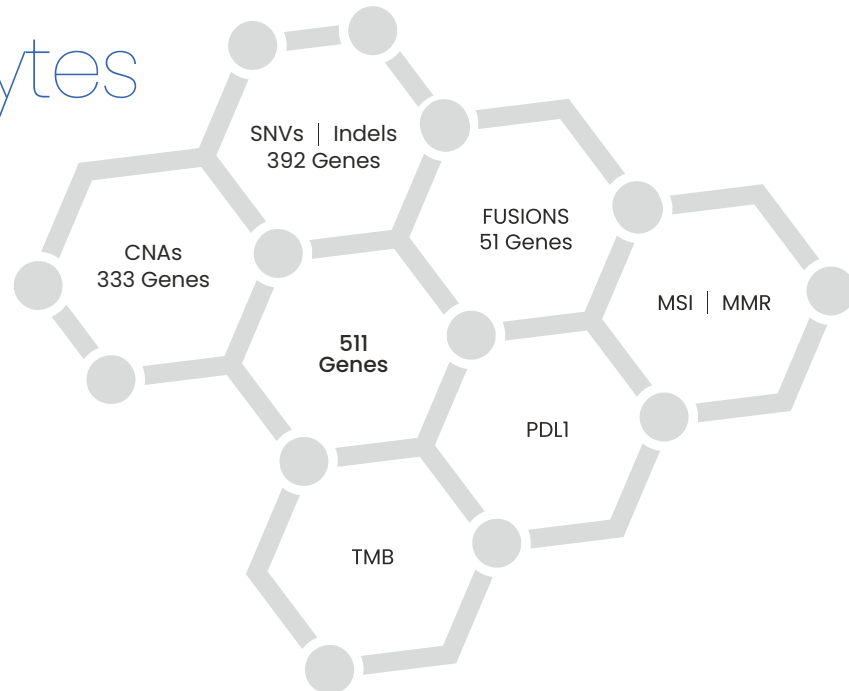 ytes
SNVs | Indels
392 Genes
FUSIONS
51 Genes
CNAs
333 Genes
MSI | MMR
511
Genes
PDL1
TMB